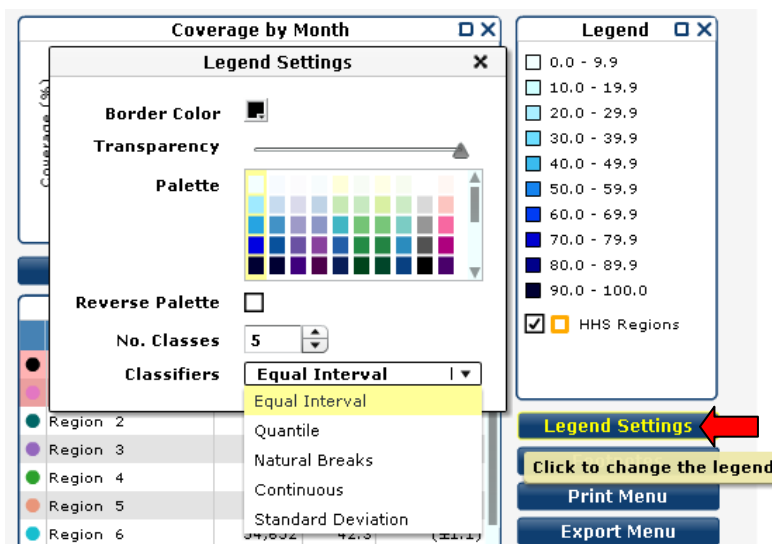 Coverage by Month
Legend Settings
Border Color
Transparency
Palette
Reverse Palette
No. Classes 5
Classifiers Equal Interval
Equal Interval
Quantile
Natural Breaks
Continuous
Standard Deviation
Coverage (%)
Region 2
Region 3
Region 4
Region 5
Region 6 54,652 42.3 (±1.1)
Legend
0.0 - 9.9
10.0 - 19.9
20.0 - 29.9
30.0 - 39.9
40.0 - 49.9
50.0 - 59.9
60.0 - 69.9
70.0 - 79.9
80.0 - 89.9
90.0 - 100.0
HHS Regions
Legend Settings
Click to change the legend
Print Menu
Export Menu